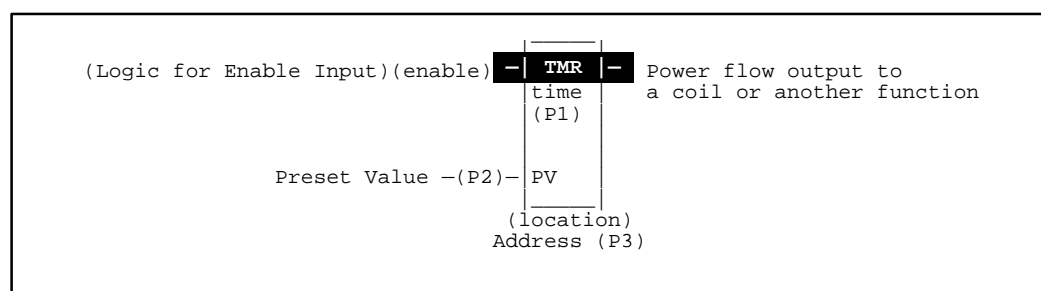 (Logic for Enable Input)(enable) –| TMR |– Power flow output to
time a coil or another function
(P1)
Preset Value –(P2)– PV
(location)
Address (P3)